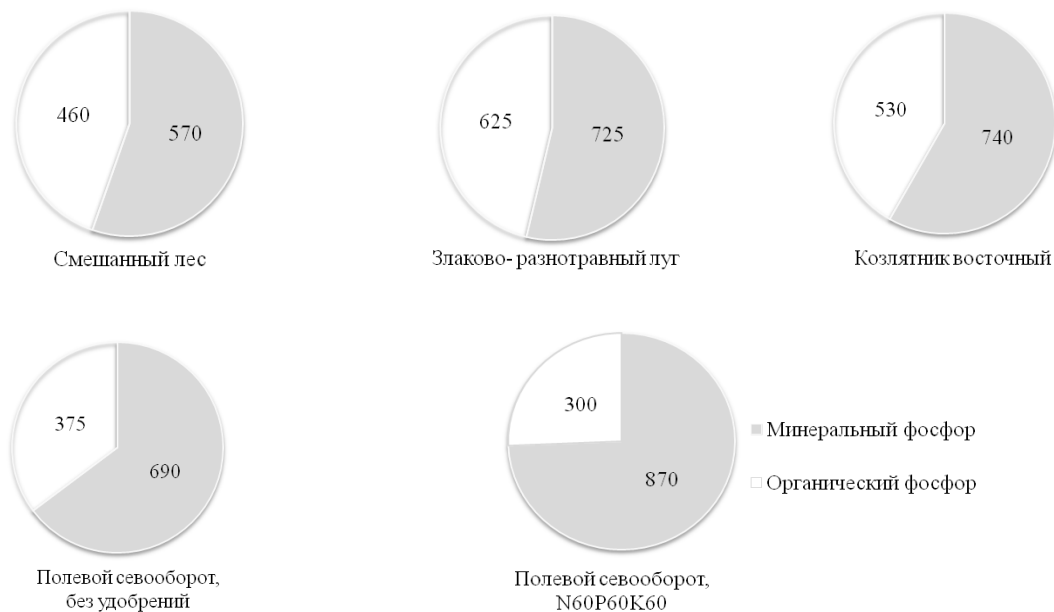 460
570
Смешанный лес
625
725
Злаково- разнотравный луг
530
740
Козлятник восточный
375
690
Полевой севооборот,
без удобрений
300
870
Полевой севооборот,
N60P60K60
Минеральный фосфор
Органический фосфор